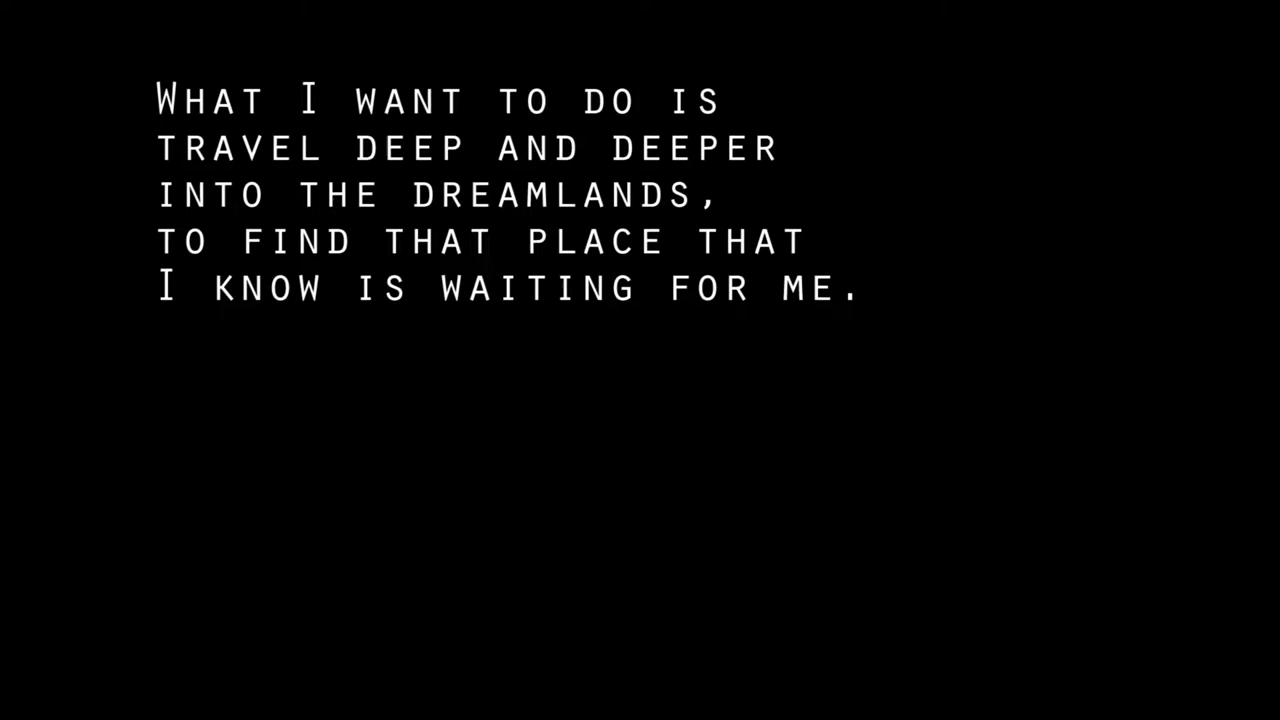 What I want to do is
travel deep and deeper
into the dreamlands,
to find that place that
I know is waiting for me.